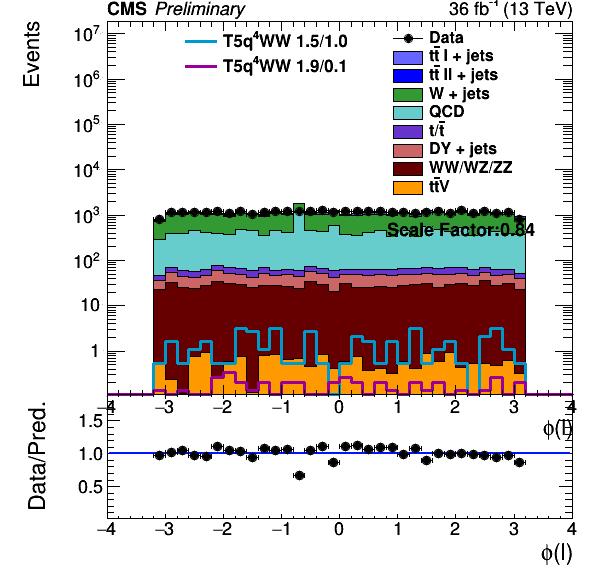 CMS Preliminary 36 fb⁻¹ (13 TeV)
Events
10⁷
10⁶
10⁵
10⁴
10³
10²
10
1
T5q⁴WW 1.5/1.0
T5q⁴WW 1.9/0.1
Data
tt̄ l + jets
tt̄ ll + jets
W + jets
QCD
t/t̄
DY + jets
WW/WZ/ZZ
tt̄V
Scale Factor:0.84
−4 −3 −2 −1 0 1 2 3 4
ϕ(l)
Data/Pred.
1.5
1.0
0.5
−4 −3 −2 −1 0 1 2 3 4
ϕ(l)